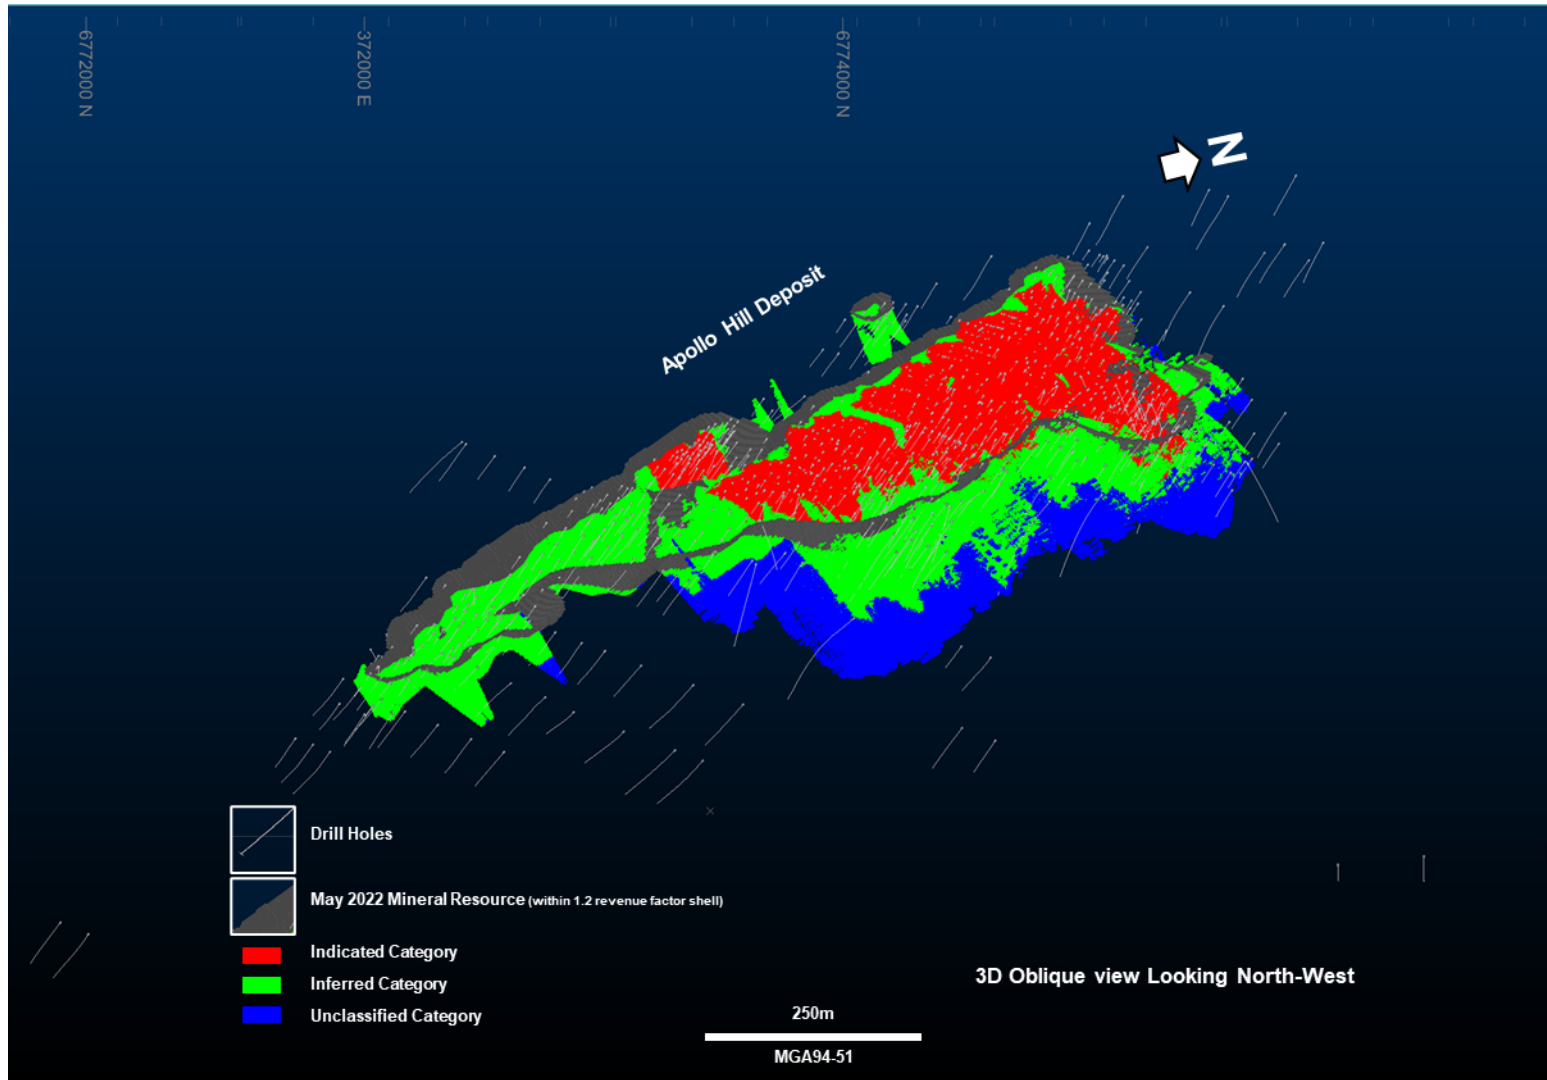 6772000 N
372000 E
6774000 N
N
Apollo Hill Deposit
Drill Holes
May 2022 Mineral Resource (within 1.2 revenue factor shell)
Indicated Category
Inferred Category
Unclassified Category
3D Oblique view Looking North-West
250m
MGA94-51